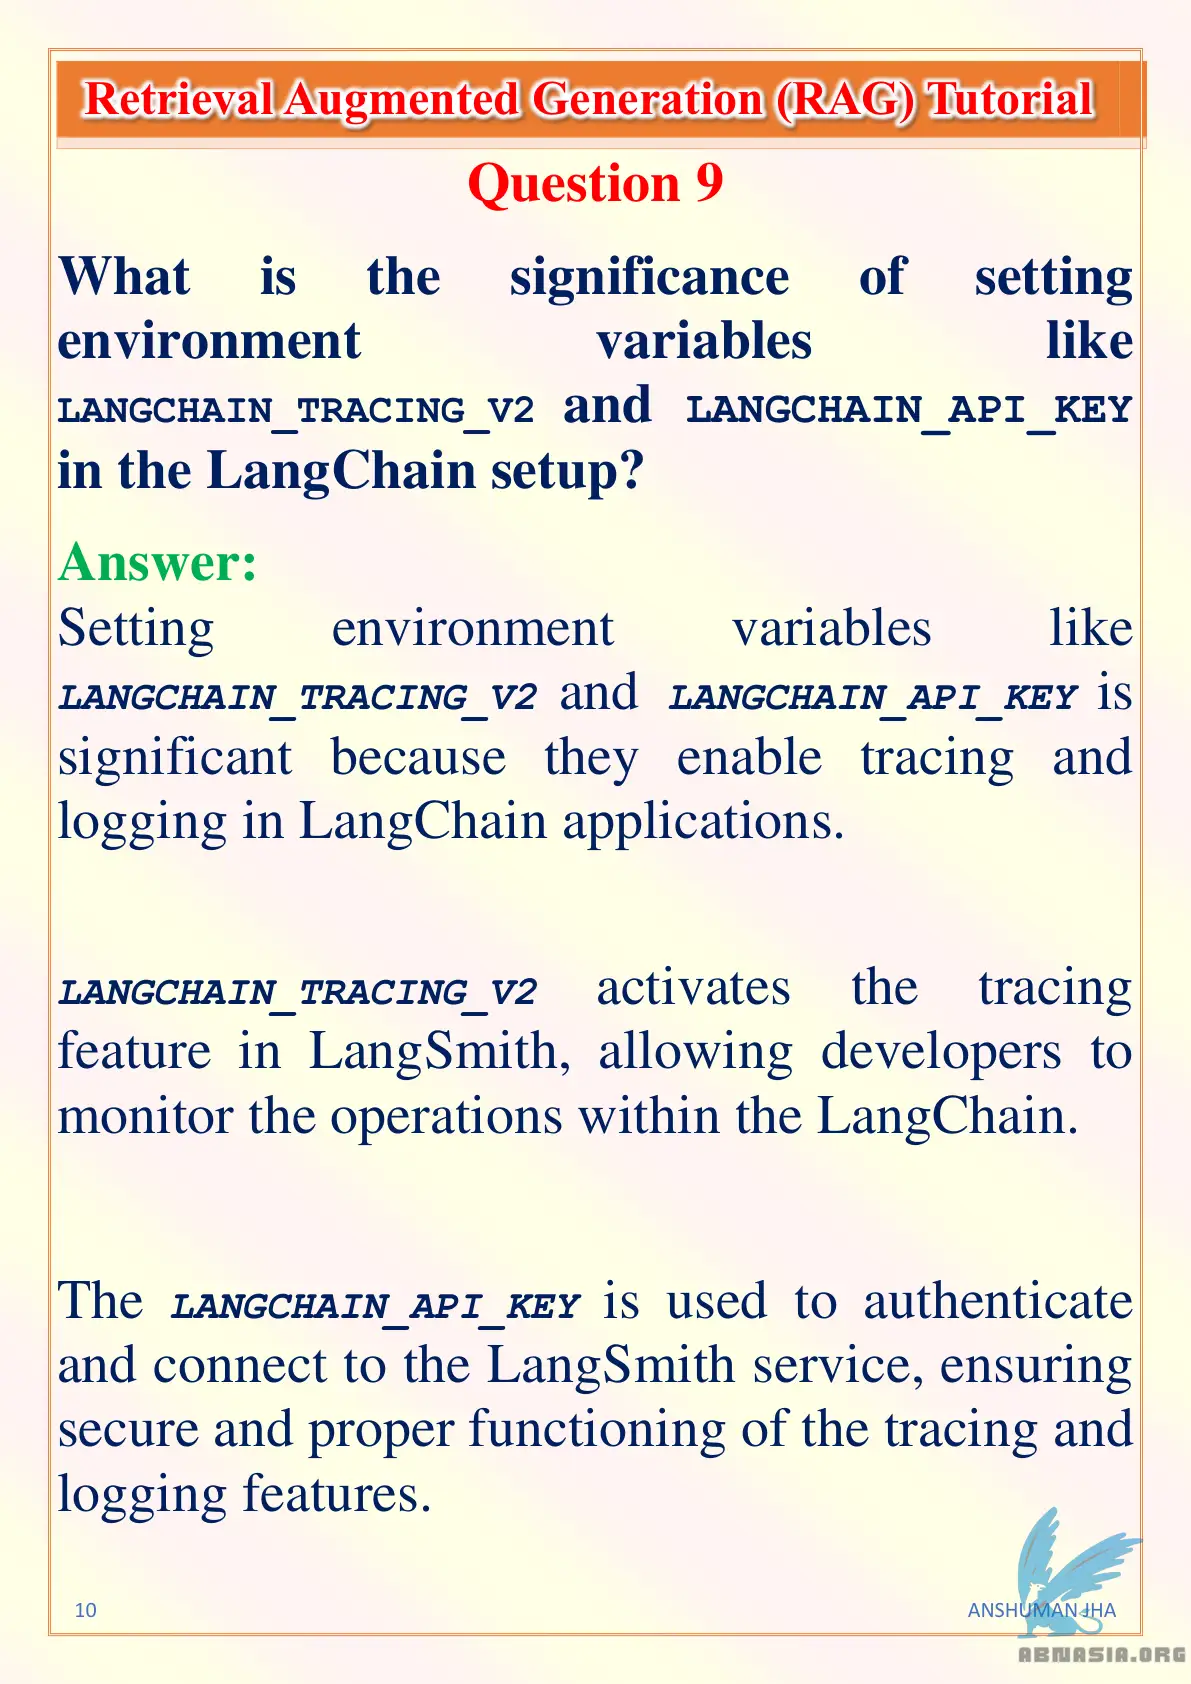 Retrieval Augmented Generation (RAG) Tutorial
Question 9
What is the significance of setting
environment variables like
LANGCHAIN_TRACING_V2 and LANGCHAIN_API_KEY
in the LangChain setup?
Answer:
Setting environment variables like
LANGCHAIN_TRACING_V2 and LANGCHAIN_API_KEY is
significant because they enable tracing and
logging in LangChain applications.
LANGCHAIN_TRACING_V2 activates the tracing
feature in LangSmith, allowing developers to
monitor the operations within the LangChain.
The LANGCHAIN_API_KEY is used to authenticate
and connect to the LangSmith service, ensuring
secure and proper functioning of the tracing and
logging features.
10 ANSHUMAN JHA
ABNASIA.ORG